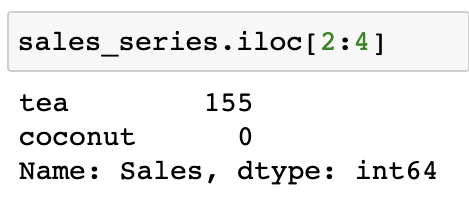 sales_series.iloc[2:4]
tea 155
coconut 0
Name: Sales, dtype: int64